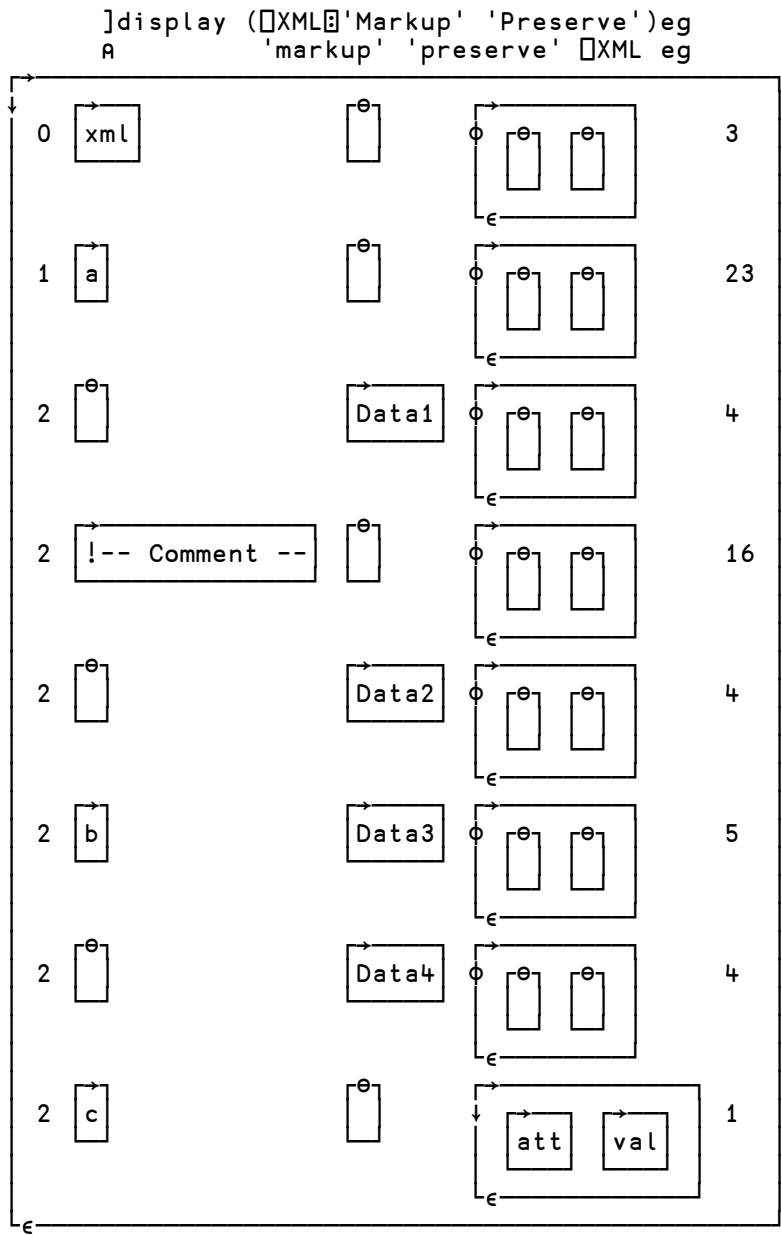 ]display (⎕XML⍠'Markup' 'Preserve')eg
⍝ 'markup' 'preserve' ⎕XML eg
0 xml 3
1 a 23
2 Data1 4
2 !-- Comment -- 16
2 Data2 4
2 b Data3 5
2 Data4 4
2 c att val 1